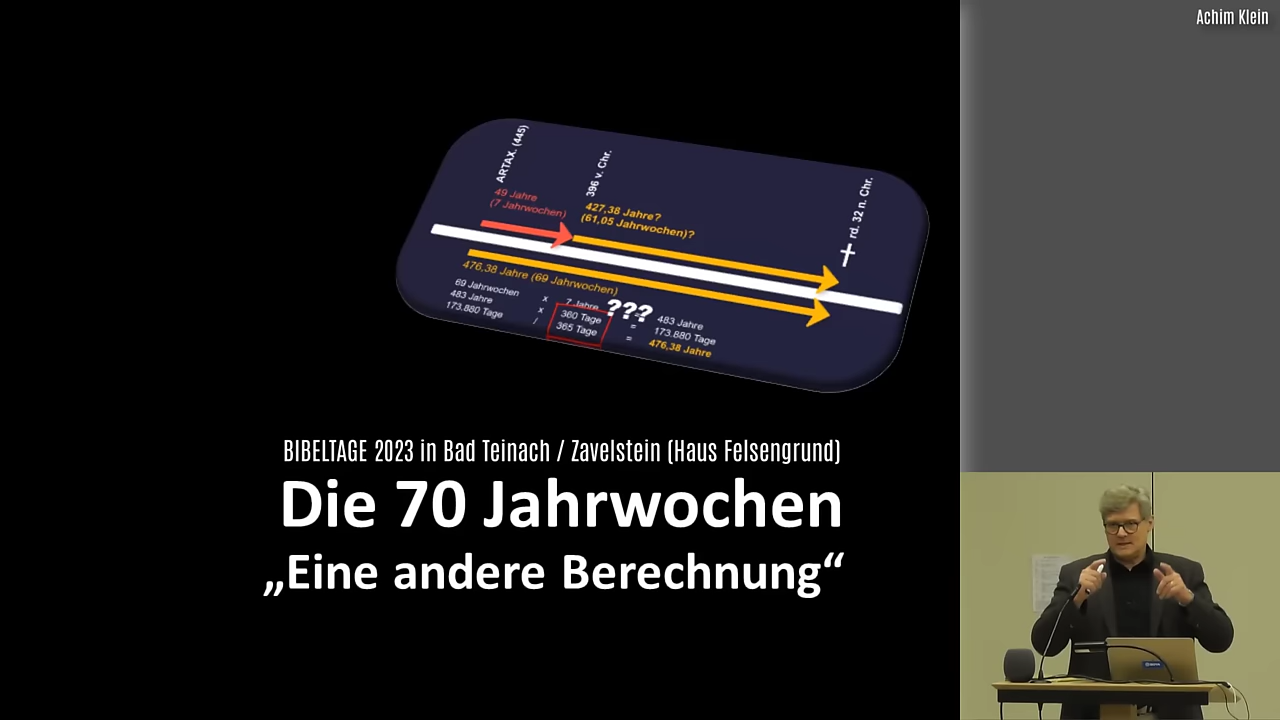 Achim Klein
ARTAX. (445)
396 v. Chr.
rd. 32 n. Chr.
49 Jahre
(7 Jahrwochen)
427,38 Jahre?
(61,05 Jahrwochen)?
476,38 Jahre (69 Jahrwochen)
69 Jahrwochen x 7 Jahre = 483 Jahre
483 Jahre x 360 Tage = 173.880 Tage
173.880 Tage / 365 Tage = 476,38 Jahre
???
BIBELTAGE 2023 in Bad Teinach / Zavelstein (Haus Felsengrund)
Die 70 Jahrwochen
„Eine andere Berechnung“